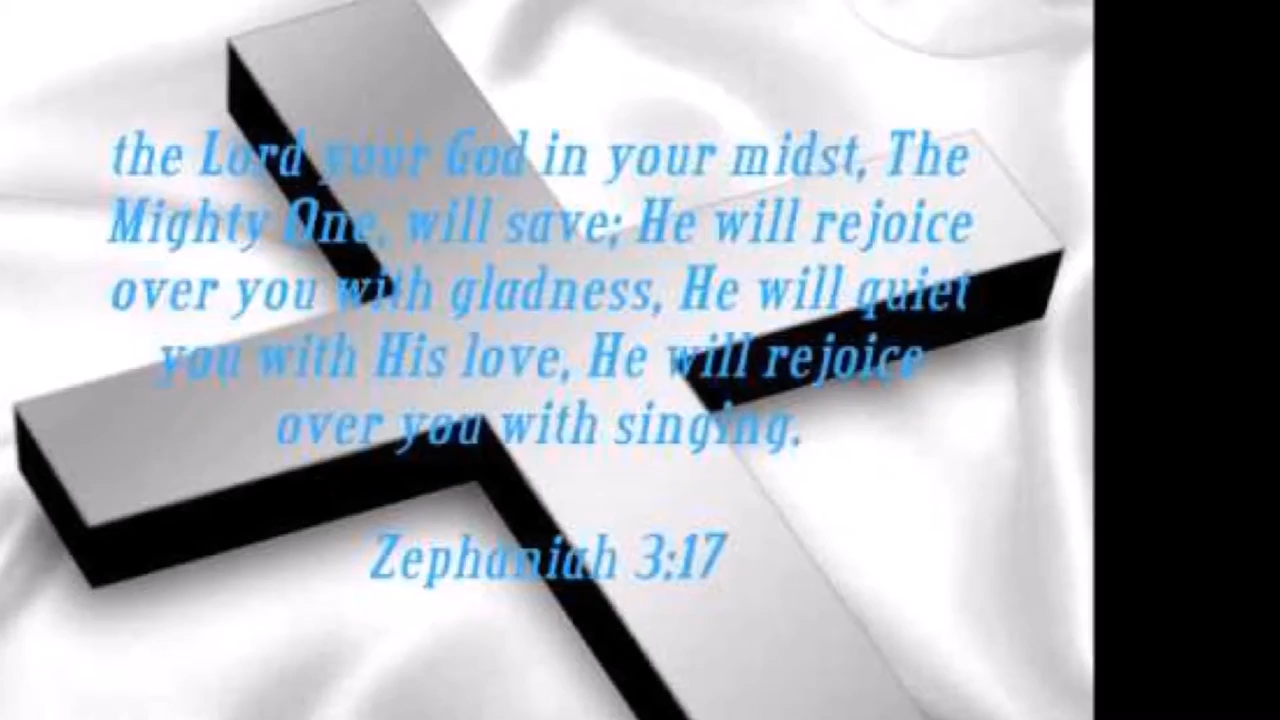 the Lord your God in your midst, The
Mighty One, will save; He will rejoice
over you with gladness, He will quiet
you with His love, He will rejoice
over you with singing.
Zephaniah 3:17